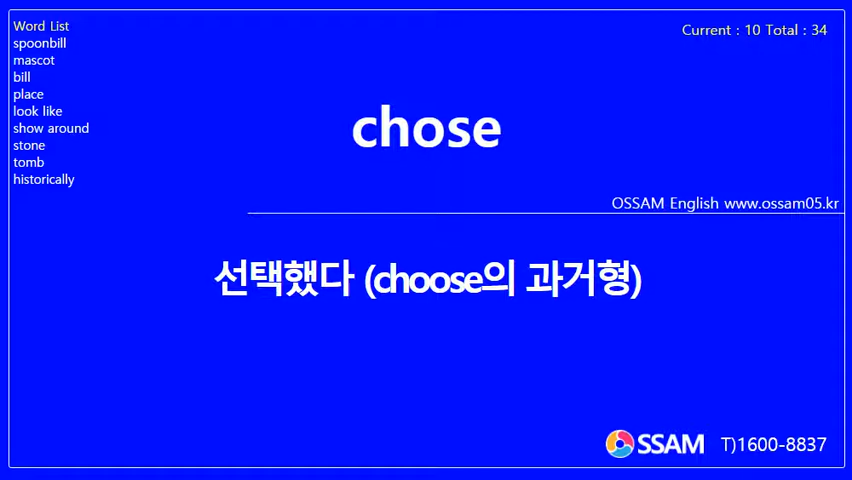 Word List
spoonbill
mascot
bill
place
look like
show around
stone
tomb
historically
Current : 10 Total : 34
chose
OSSAM English www.ossam05.kr
선택했다 (choose의 과거형)
OSSAM T)1600-8837